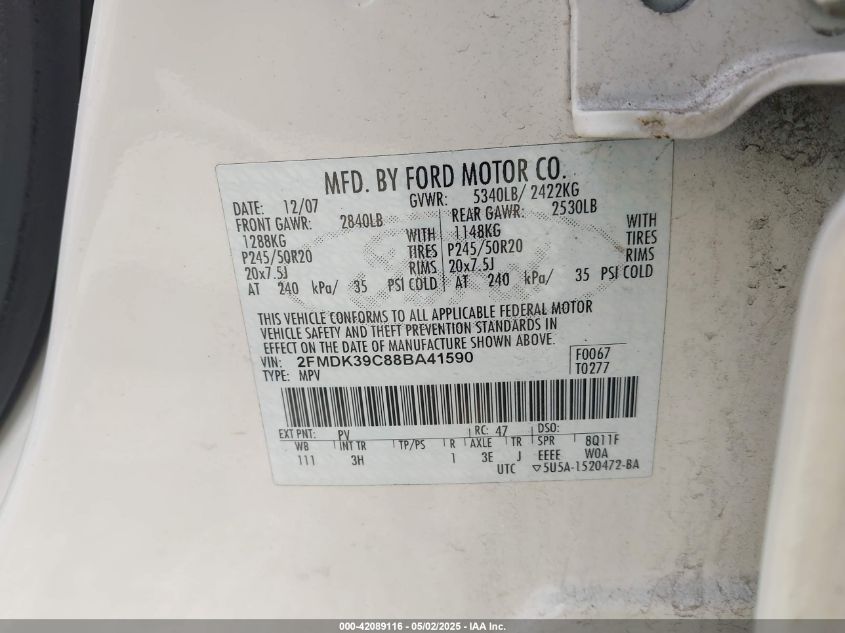 MFD. BY FORD MOTOR CO.
DATE: 12/07 GVWR: 5340LB/ 2422KG
FRONT GAWR: 2840LB REAR GAWR: 2530LB
1288KG WITH 1148KG WITH
P245/50R20 TIRES P245/50R20 TIRES
20x7.5J RIMS 20x7.5J RIMS
AT 240 kPa/ 35 PSI COLD AT 240 kPa/ 35 PSI COLD
THIS VEHICLE CONFORMS TO ALL APPLICABLE FEDERAL MOTOR
VEHICLE SAFETY AND THEFT PREVENTION STANDARDS IN
EFFECT ON THE DATE OF MANUFACTURE SHOWN ABOVE.
VIN: 2FMDK39C88BA41590 F0067
TYPE: MPV T0277
EXT PNT: PV RC: 47 DSO:
WB INT TR TP/PS R AXLE TR SPR 8Q11F
111 3H 1 3E J EEEE WOA
UTC 5U5A-1520472-BA
000-42089116 - 05/02/2025 - IAA Inc.